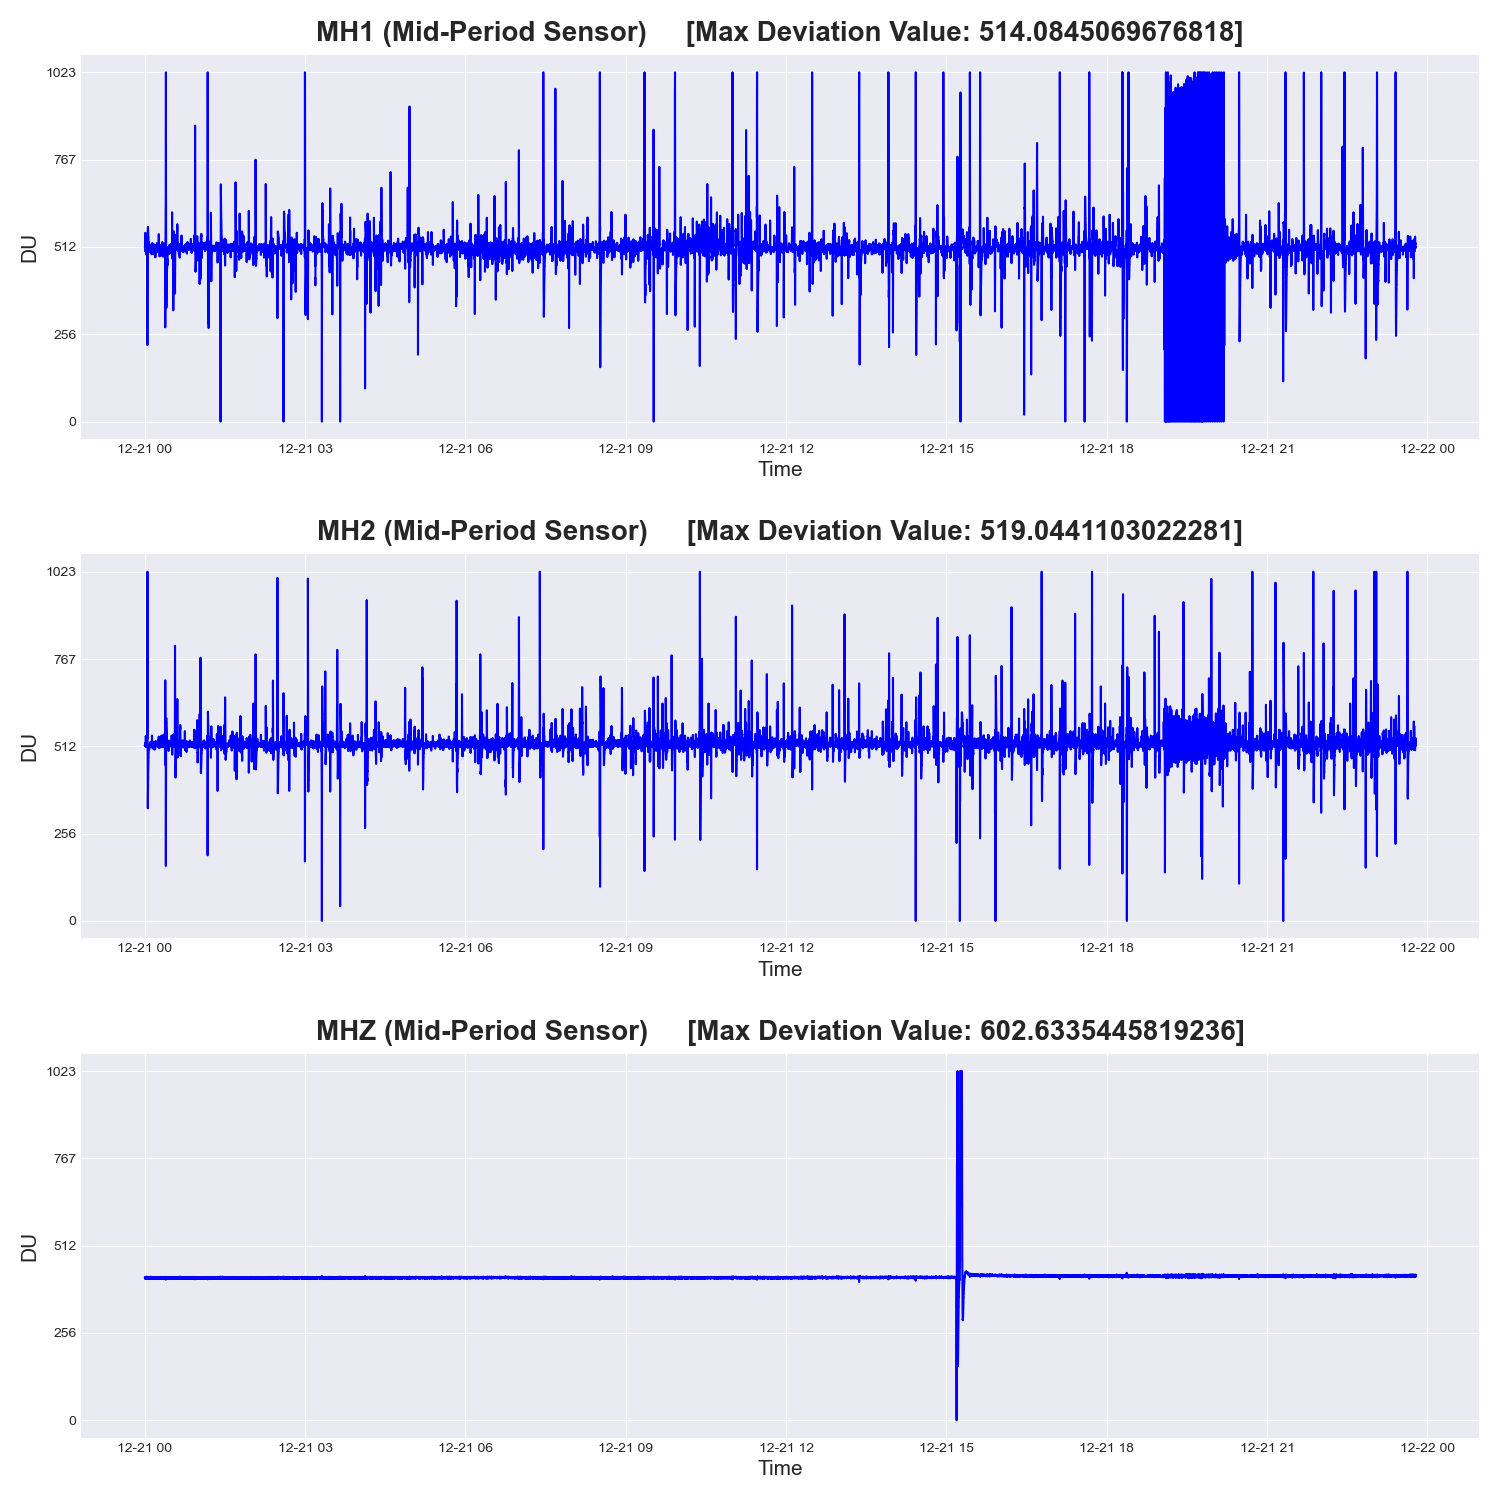 MH1 (Mid-Period Sensor)     [Max Deviation Value: 514.0845069676818]
1023
767
512
256
0
DU
12-21 00 12-21 03 12-21 06 12-21 09 12-21 12 12-21 15 12-21 18 12-21 21 12-22 00
Time
MH2 (Mid-Period Sensor)     [Max Deviation Value: 519.0441103022281]
1023
767
512
256
0
DU
12-21 00 12-21 03 12-21 06 12-21 09 12-21 12 12-21 15 12-21 18 12-21 21 12-22 00
Time
MHZ (Mid-Period Sensor)     [Max Deviation Value: 602.6335445819236]
1023
767
512
256
0
DU
12-21 00 12-21 03 12-21 06 12-21 09 12-21 12 12-21 15 12-21 18 12-21 21 12-22 00
Time